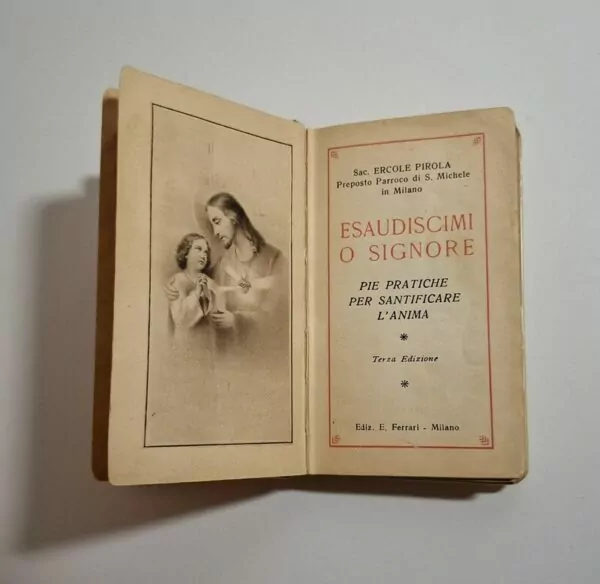 Sac. ERCOLE PIROLA
Preposto Parroco di S. Michele
in Milano
ESAUDISCIMI
O SIGNORE
PIE PRATICHE
PER SANTIFICARE
L'ANIMA
*
Terza Edizione
*
Ediz. E. Ferrari - Milano